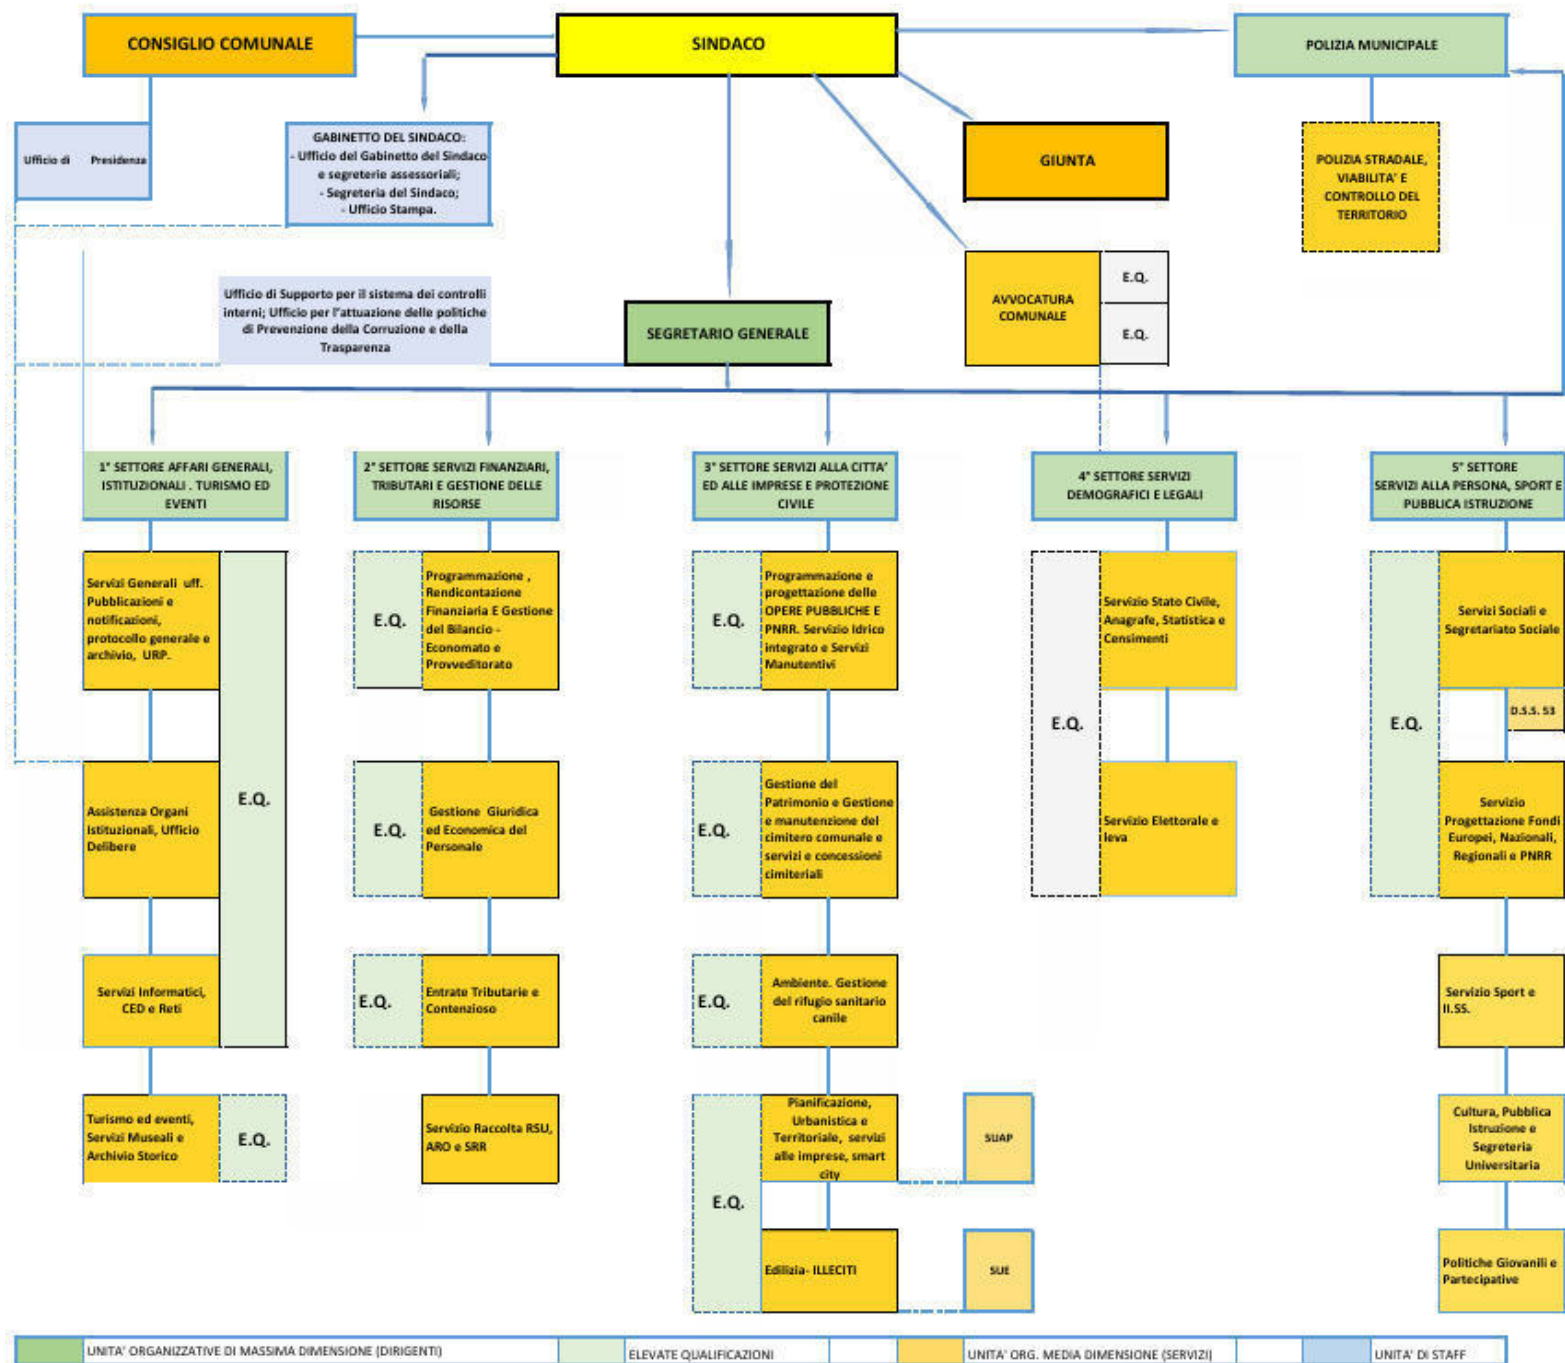 CONSIGLIO COMUNALE
SINDACO
POLIZIA MUNICIPALE
Ufficio di Presidenza
GABINETTO DEL SINDACO:
- Ufficio del Gabinetto del Sindaco
e segreterie assessoriali;
- Segreteria del Sindaco;
- Ufficio Stampa.
GIUNTA
POLIZIA STRADALE,
VIABILITA' E
CONTROLLO DEL
TERRITORIO
Ufficio di Supporto per il sistema dei controlli
interni; Ufficio per l'attuazione delle politiche
di Prevenzione della Corruzione e della
Trasparenza
SEGRETARIO GENERALE
AVVOCATURA
COMUNALE
E.Q.
E.Q.
1° SETTORE AFFARI GENERALI,
ISTITUZIONALI . TURISMO ED
EVENTI
2° SETTORE SERVIZI FINANZIARI,
TRIBUTARI E GESTIONE DELLE
RISORSE
3° SETTORE SERVIZI ALLA CITTA'
ED ALLE IMPRESE E PROTEZIONE
CIVILE
4° SETTORE SERVIZI
DEMOGRAFICI E LEGALI
5° SETTORE
SERVIZI ALLA PERSONA, SPORT E
PUBBLICA ISTRUZIONE
Servizi Generali uff.
Pubblicazioni e
notificazioni,
protocollo generale e
archivio, URP.
E.Q.
Assistenza Organi
Istituzionali, Ufficio
Delibere
Servizi Informatici,
CED e Reti
Turismo ed eventi,
Servizi Museali e
Archivio Storico
E.Q.
E.Q.
Programmazione ,
Rendicontazione
Finanziaria E Gestione
del Bilancio -
Economato e
Provveditorato
E.Q.
Gestione Giuridica
ed Economica del
Personale
E.Q.
Entrate Tributarie e
Contenzioso
Servizio Raccolta RSU,
ARO e SRR
E.Q.
Programmazione e
progettazione delle
OPERE PUBBLICHE E
PNRR. Servizio Idrico
integrato e Servizi
Manutentivi
E.Q.
Gestione del
Patrimonio e Gestione
e manutenzione del
cimitero comunale e
servizi e concessioni
cimiteriali
E.Q.
Ambiente. Gestione
del rifugio sanitario
canile
E.Q.
Pianificazione,
Urbanistica e
Territoriale, servizi
alle imprese, smart
city
SUAP
Edilizia- ILLECITI
SUE
E.Q.
Servizio Stato Civile,
Anagrafe, Statistica e
Censimenti
Servizio Elettorale e
leva
E.Q.
Servizi Sociali e
Segretariato Sociale
D.S.S. 53
Servizio
Progettazione Fondi
Europei, Nazionali,
Regionali e PNRR
Servizio Sport e
II.SS.
Cultura, Pubblica
Istruzione e
Segreteria
Universitaria
Politiche Giovanili e
Partecipative
UNITA' ORGANIZZATIVE DI MASSIMA DIMENSIONE (DIRIGENTI)
ELEVATE QUALIFICAZIONI
UNITA' ORG. MEDIA DIMENSIONE (SERVIZI)
UNITA' DI STAFF